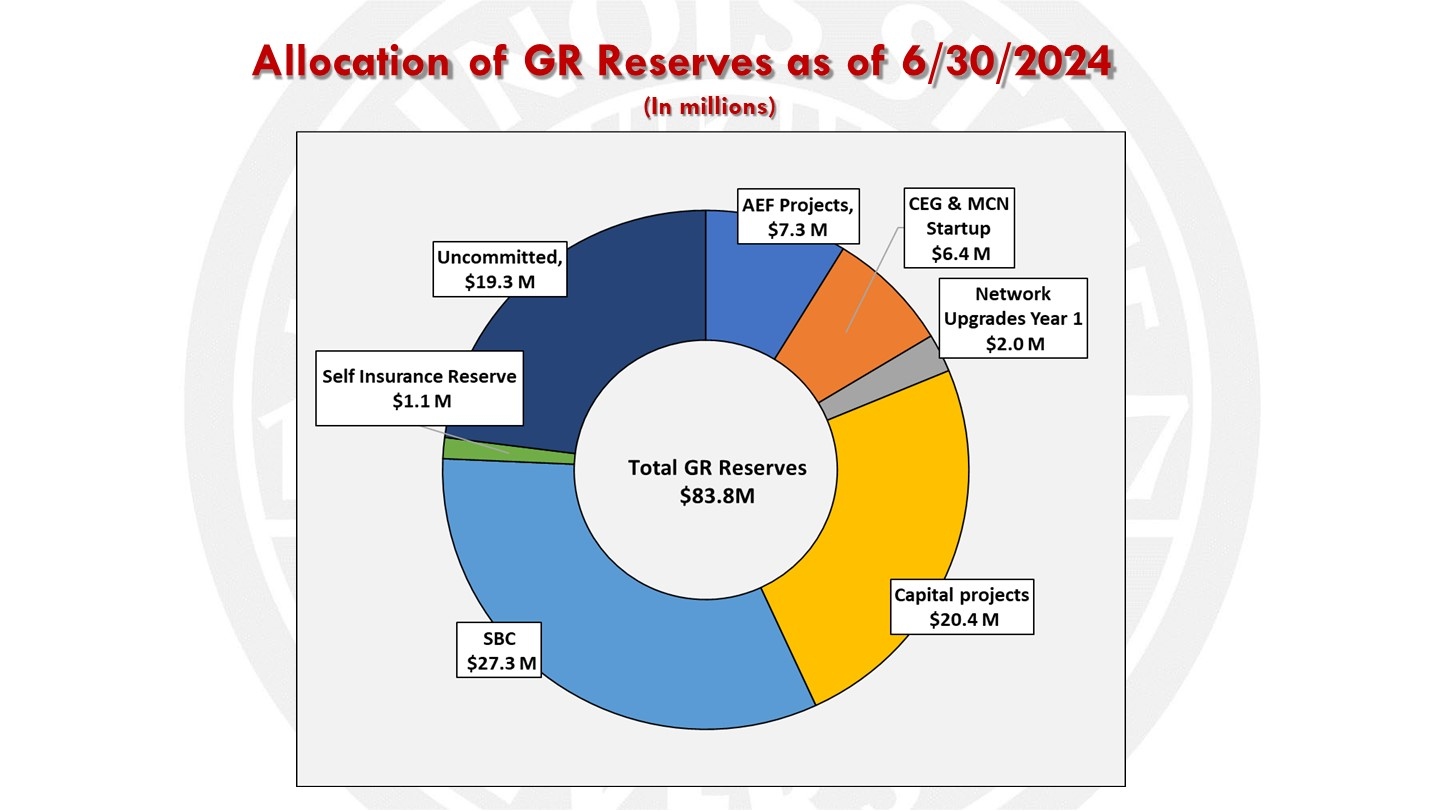 Allocation of GR Reserves as of 6/30/2024
(In millions)
AEF Projects,
$7.3 M
CEG & MCN
Startup
$6.4 M
Network
Upgrades Year 1
$2.0 M
Uncommitted,
$19.3 M
Self Insurance Reserve
$1.1 M
Total GR Reserves
$83.8M
Capital projects
$20.4 M
SBC
$27.3 M